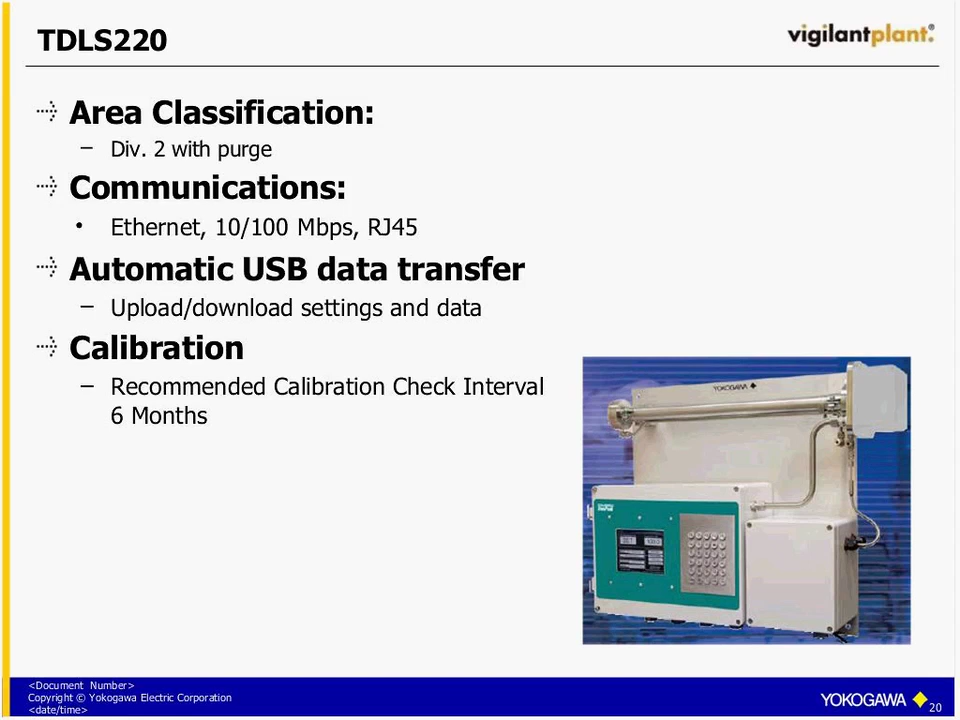 TDLS220
vigilantplant.®
Area Classification:
– Div. 2 with purge
Communications:
• Ethernet, 10/100 Mbps, RJ45
Automatic USB data transfer
– Upload/download settings and data
Calibration
– Recommended Calibration Check Interval
6 Months
YOKOGAWA
<Document Number>
Copyright © Yokogawa Electric Corporation
<date/time>
YOKOGAWA
20